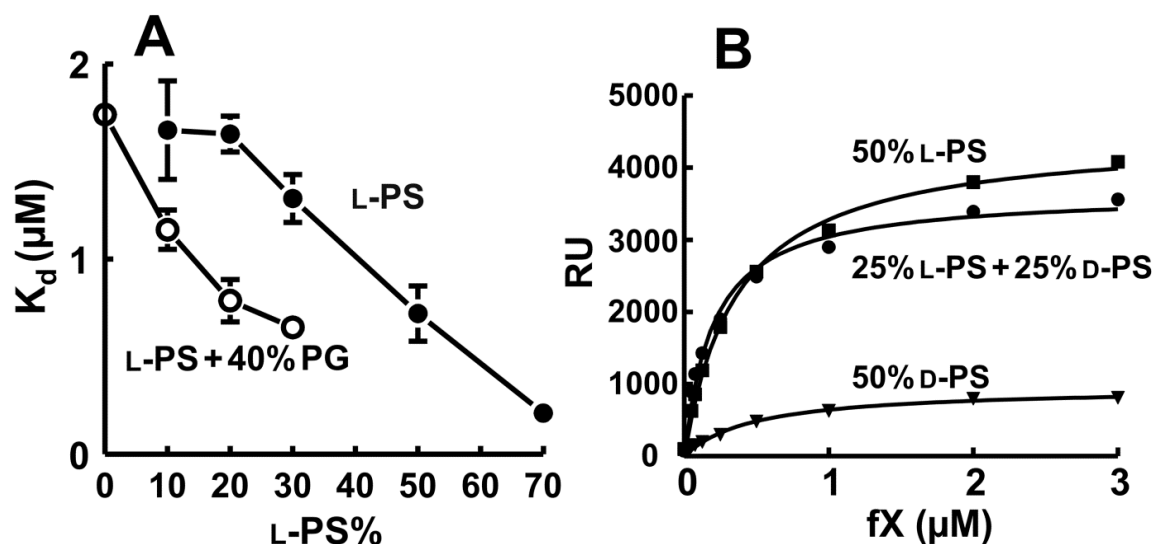 A
2
1
0
K_d (μM)
L-PS
L-PS + 40% PG
0 10 20 30 40 50 60 70
L-PS%
B
5000
4000
3000
2000
1000
0
RU
50% L-PS
25% L-PS + 25% D-PS
50% D-PS
0 1 2 3
fX (μM)